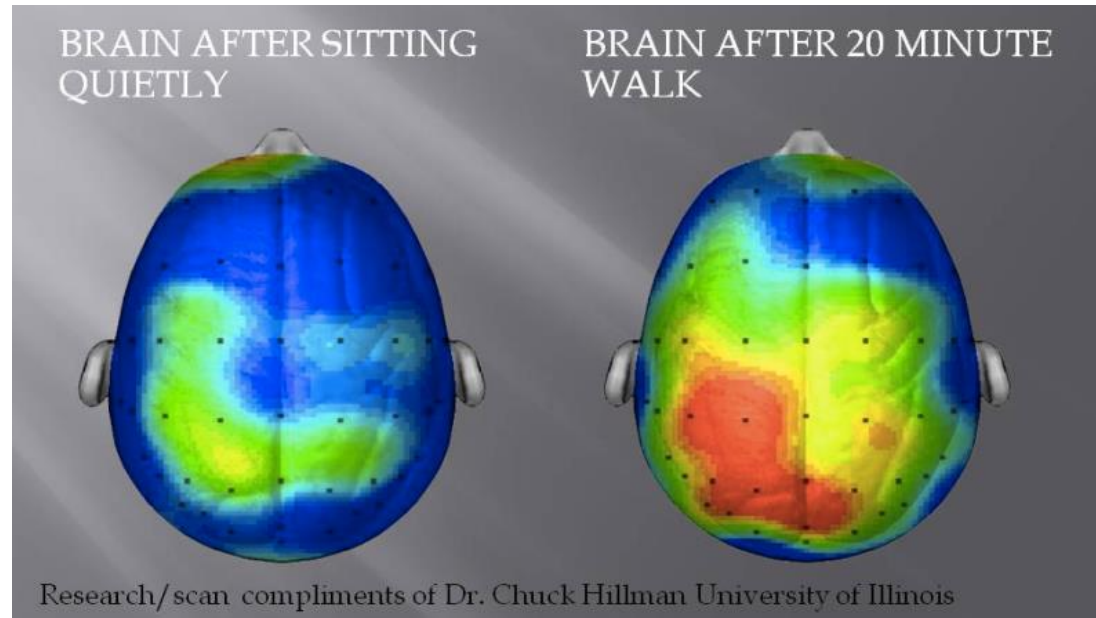 BRAIN AFTER SITTING
QUIETLY
BRAIN AFTER 20 MINUTE
WALK
Research/scan compliments of Dr. Chuck Hillman University of Illinois